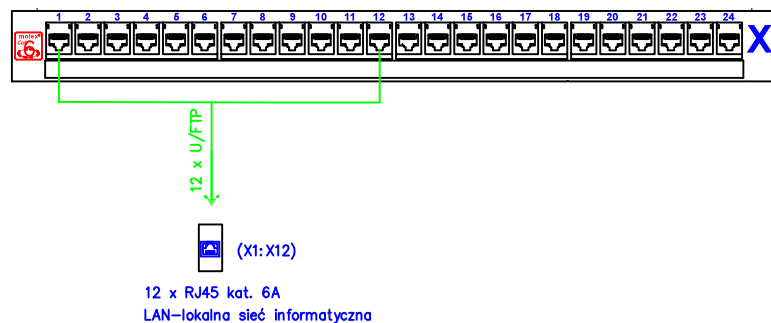 1 2 3 4 5 6 7 8 9 10 11 12 13 14 15 16 17 18 19 20 21 22 23 24
molex
X
12 x U/FTP
(X1:X12)
12 x RJ45 kat. 6A
LAN-lokalna sieć informatyczna